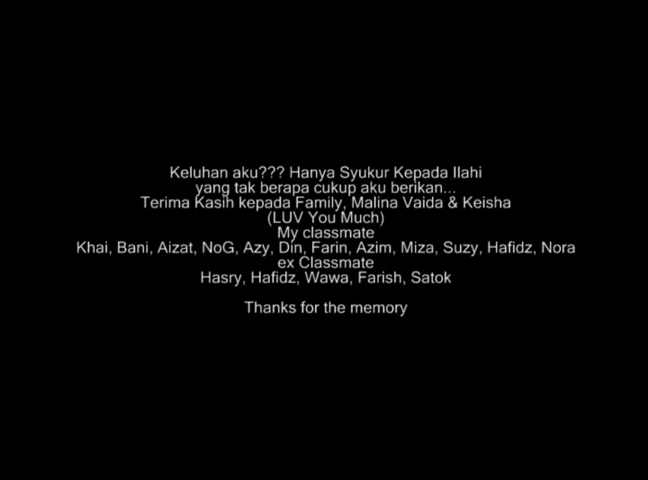 Keluhan aku??? Hanya Syukur Kepada Ilahi
yang tak berapa cukup aku berikan...
Terima Kasih kepada Family, Malina Vaida & Keisha
(LUV You Much)
My classmate
Khai, Bani, Aizat, NoG, Azy, Din, Farin, Azim, Miza, Suzy, Hafidz, Nora
ex Classmate
Hasry, Hafidz, Wawa, Farish, Satok
Thanks for the memory